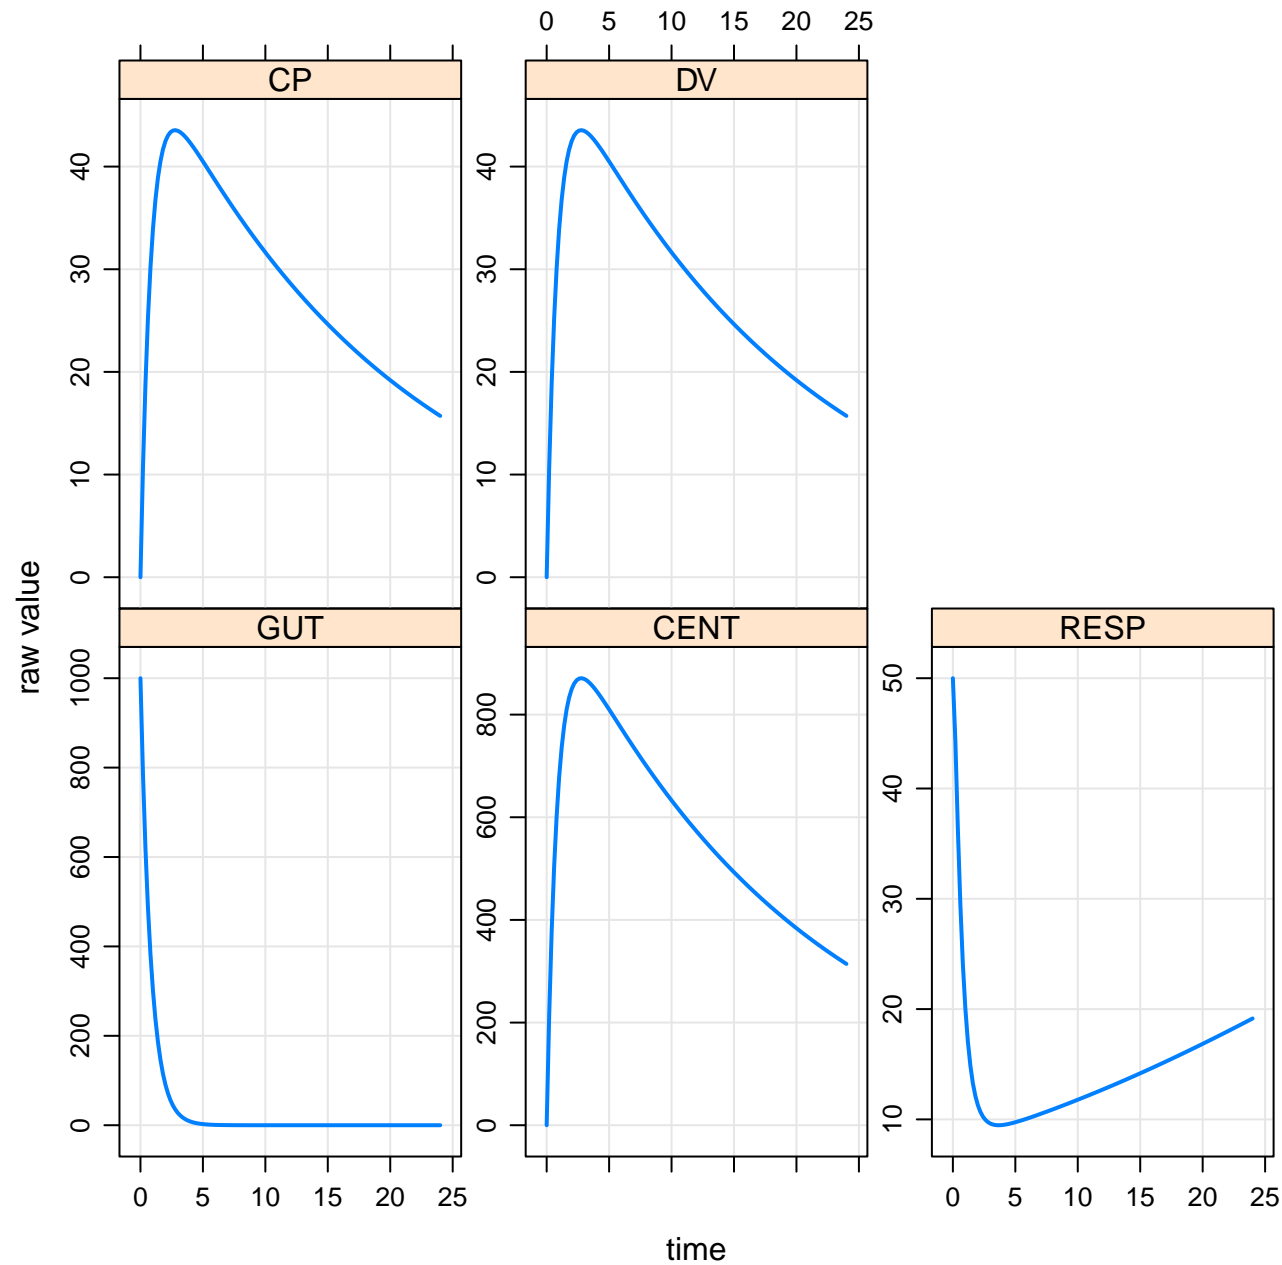 0 5 10 15 20 25
CP DV
0 10 20 30 40
0 10 20 30 40
raw value
GUT CENT RESP
0 200 400 600 800 1000
0 200 400 600 800
10 20 30 40 50
0 5 10 15 20 25
0 5 10 15 20 25
time